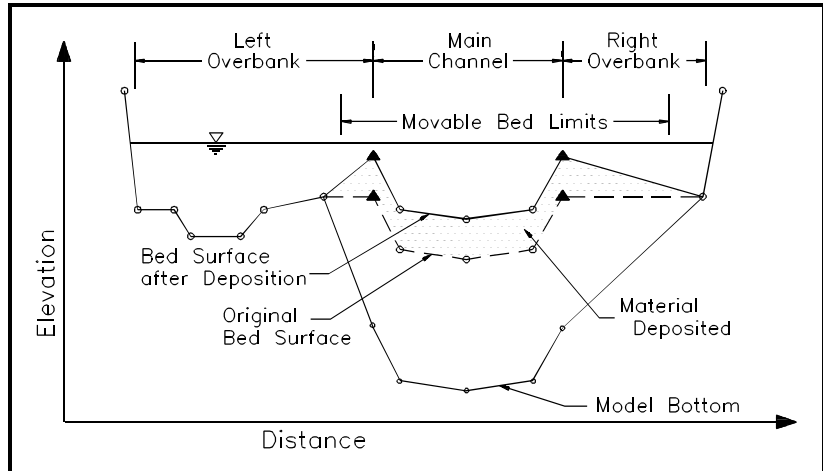 Left
Overbank
Main
Channel
Right
Overbank
Movable Bed Limits
Bed Surface
after Deposition
Original
Bed Surface
Material
Deposited
Model Bottom
Elevation
Distance